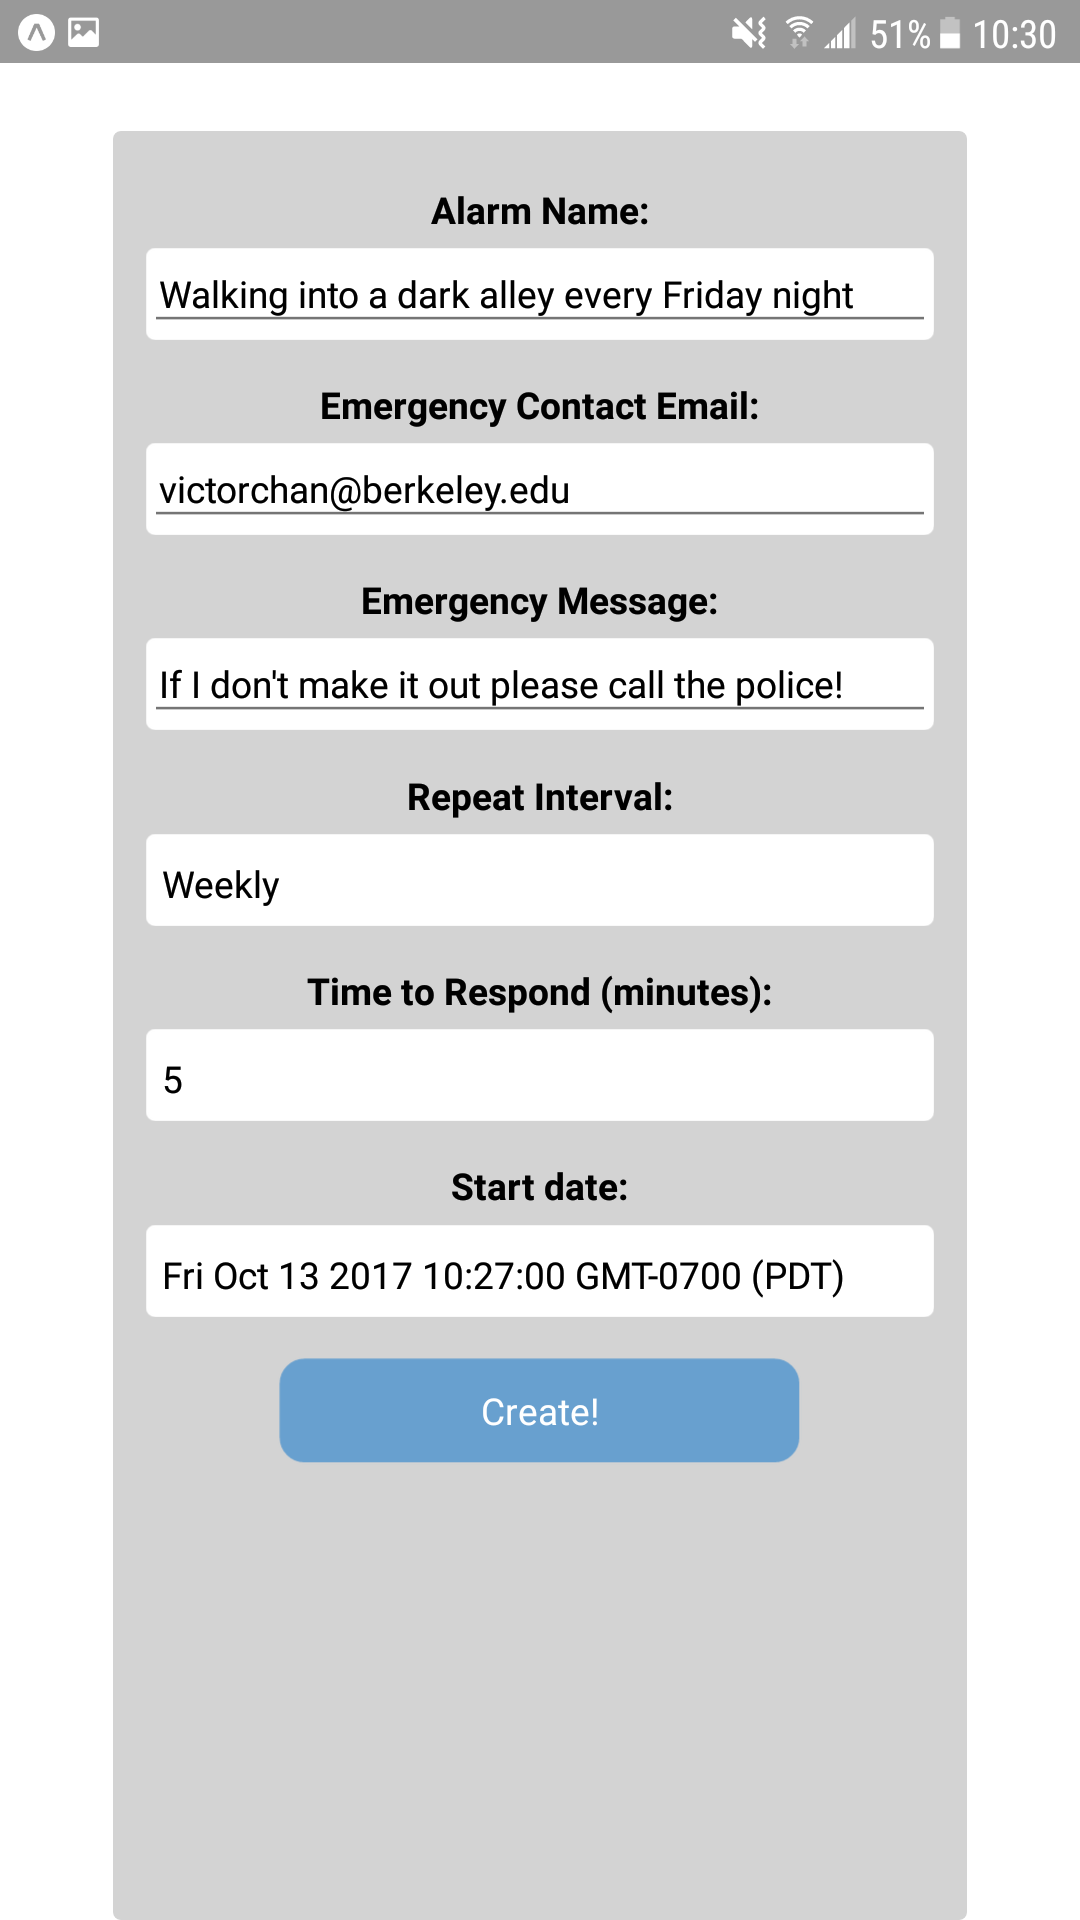 51% 10:30
Alarm Name:
Walking into a dark alley every Friday night
Emergency Contact Email:
victorchan@berkeley.edu
Emergency Message:
If I don't make it out please call the police!
Repeat Interval:
Weekly
Time to Respond (minutes):
5
Start date:
Fri Oct 13 2017 10:27:00 GMT-0700 (PDT)
Create!